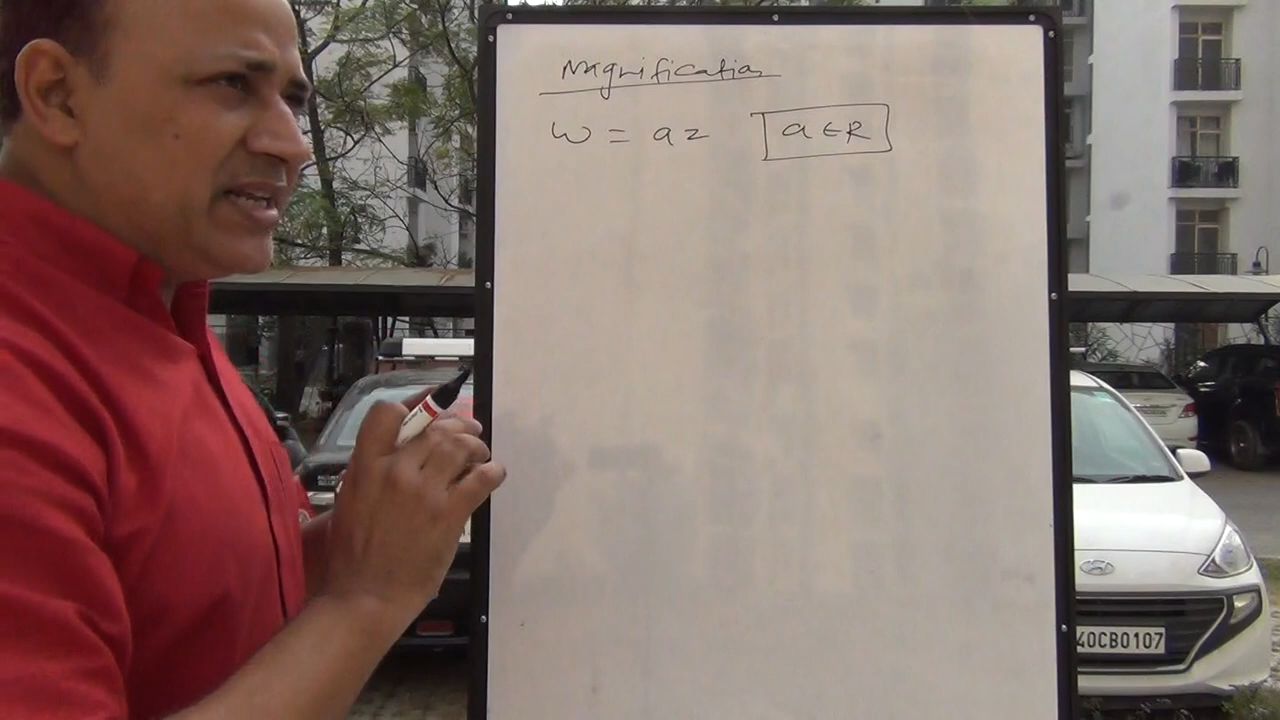 Magnification
w = az a ∈ R
40CB0107